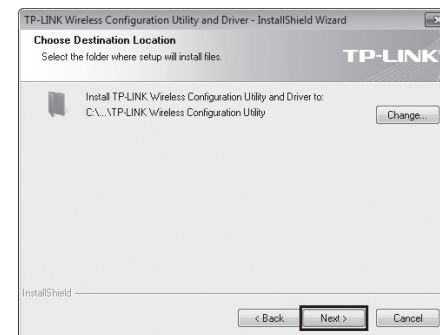 TP-LINK Wireless Configuration Utility and Driver - InstallShield Wizard
Choose Destination Location
Select the folder where setup will install files.
TP-LINK
Install TP-LINK Wireless Configuration Utility and Driver to:
C:\...\TP-LINK Wireless Configuration Utility
Change...
InstallShield
< Back Next > Cancel